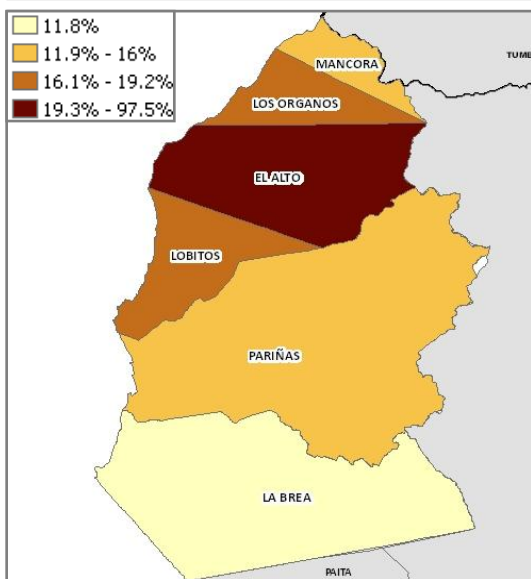 11.8%
11.9% - 16%
16.1% - 19.2%
19.3% - 97.5%
TUMB
MANCORA
LOS ORGANOS
EL ALTO
LOBITOS
PARIÑAS
LA BREA
PAITA